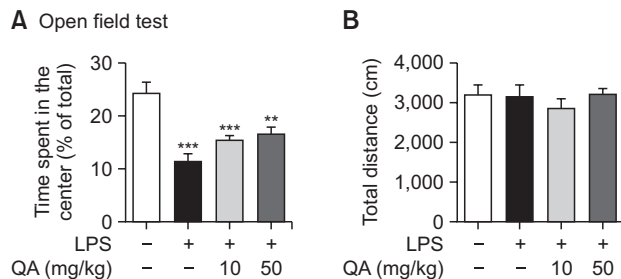 A Open field test
Time spent in the center (% of total)
30
20
10
0
***
***
**
LPS – + + +
QA (mg/kg) – – 10 50
B
Total distance (cm)
4,000
3,000
2,000
1,000
0
LPS – + + +
QA (mg/kg) – – 10 50